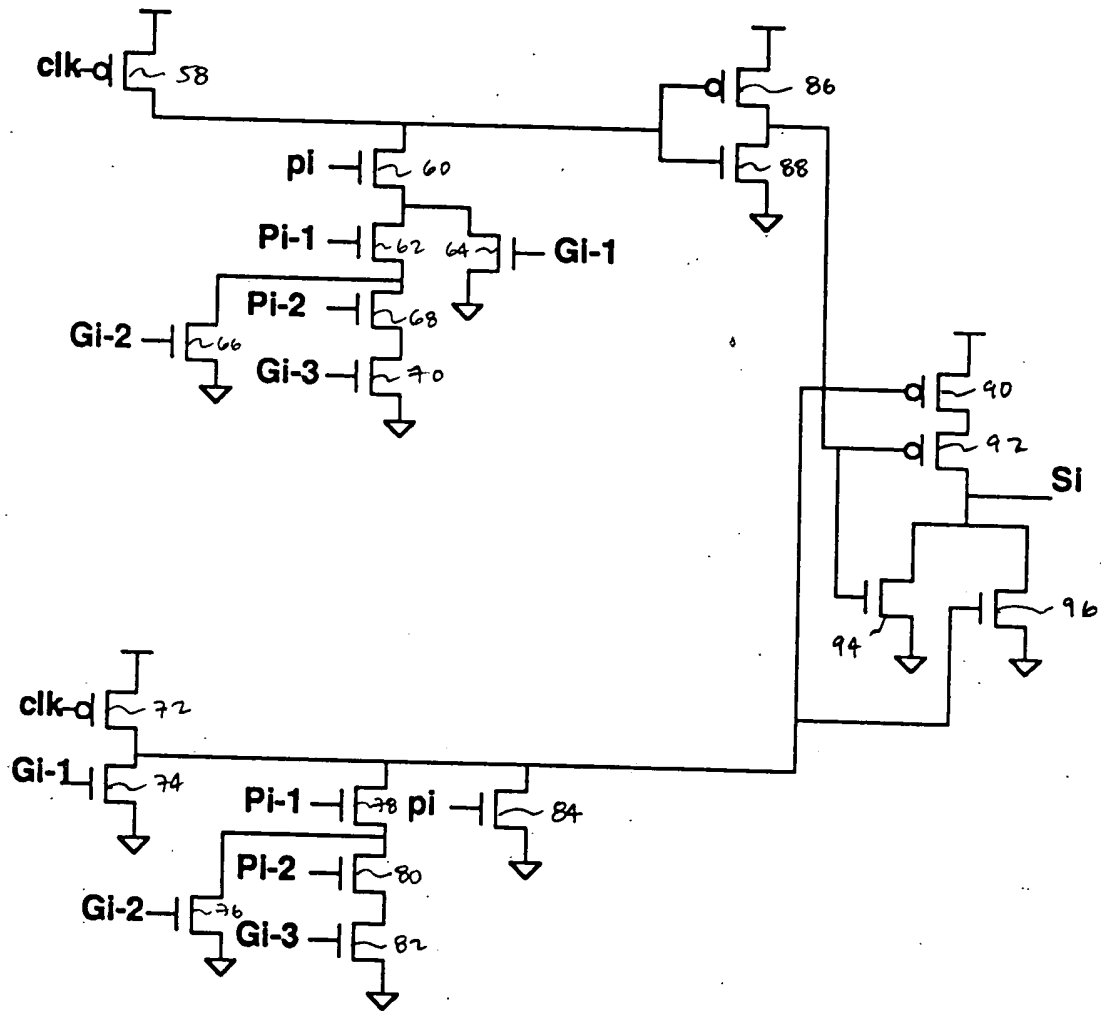 clk 58
86
pi 60
88
Pi-1 62 64 Gi-1
Pi-2 68
Gi-2 66
Gi-3 70
90
92
Si
94 96
clk 72
Gi-1 74
Pi-1 78 pi 84
Pi-2 80
Gi-2 76
Gi-3 82